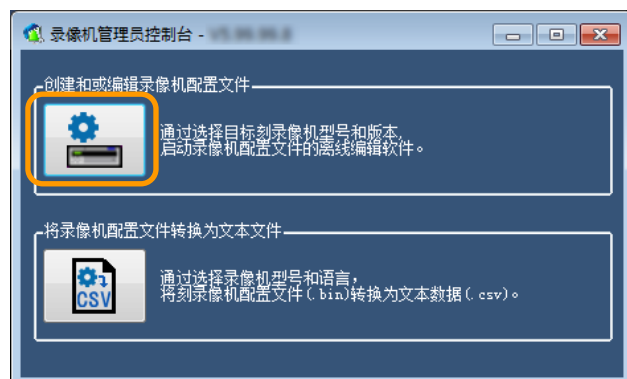 录像机管理员控制台 -
创建和或编辑录像机配置文件
通过选择目标刻录像机型号和版本,
启动录像机配置文件的离线编辑软件。
将录像机配置文件转换为文本文件
CSV
通过选择录像机型号和语言，
将刻录像机配置文件(.bin)转换为文本数据(.csv)。